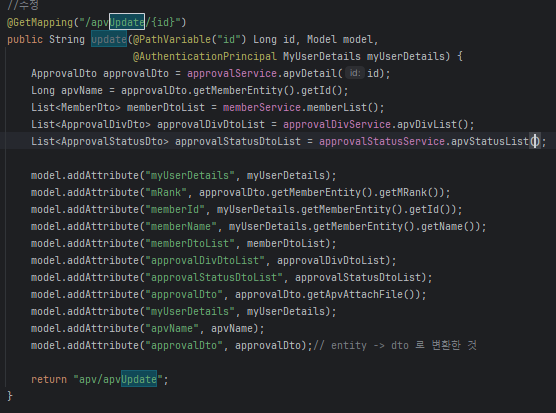 //수정
@GetMapping("/apvUpdate/{id}")
public String update(@PathVariable("id") Long id, Model model,
@AuthenticationPrincipal MyUserDetails myUserDetails) {
ApprovalDto approvalDto = approvalService.apvDetail( id: id);
Long apvName = approvalDto.getMemberEntity().getId();
List<MemberDto> memberDtoList = memberService.memberList();
List<ApprovalDivDto> approvalDivDtoList = approvalDivService.apvDivList();
List<ApprovalStatusDto> approvalStatusDtoList = approvalStatusService.apvStatusList();
model.addAttribute("myUserDetails", myUserDetails);
model.addAttribute("mRank", approvalDto.getMemberEntity().getMRank());
model.addAttribute("memberId", myUserDetails.getMemberEntity().getId());
model.addAttribute("memberName", myUserDetails.getMemberEntity().getName());
model.addAttribute("memberDtoList", memberDtoList);
model.addAttribute("approvalDivDtoList", approvalDivDtoList);
model.addAttribute("approvalStatusDtoList", approvalStatusDtoList);
model.addAttribute("approvalDto", approvalDto.getApvAttachFile());
model.addAttribute("myUserDetails", myUserDetails);
model.addAttribute("apvName", apvName);
model.addAttribute("approvalDto", approvalDto);// entity -> dto 로 변환한 것
return "apv/apvUpdate";
}